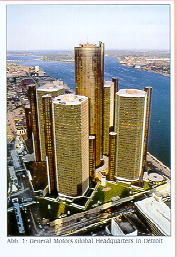 Abb. 1: General Motors Global Headquarters in Detroit